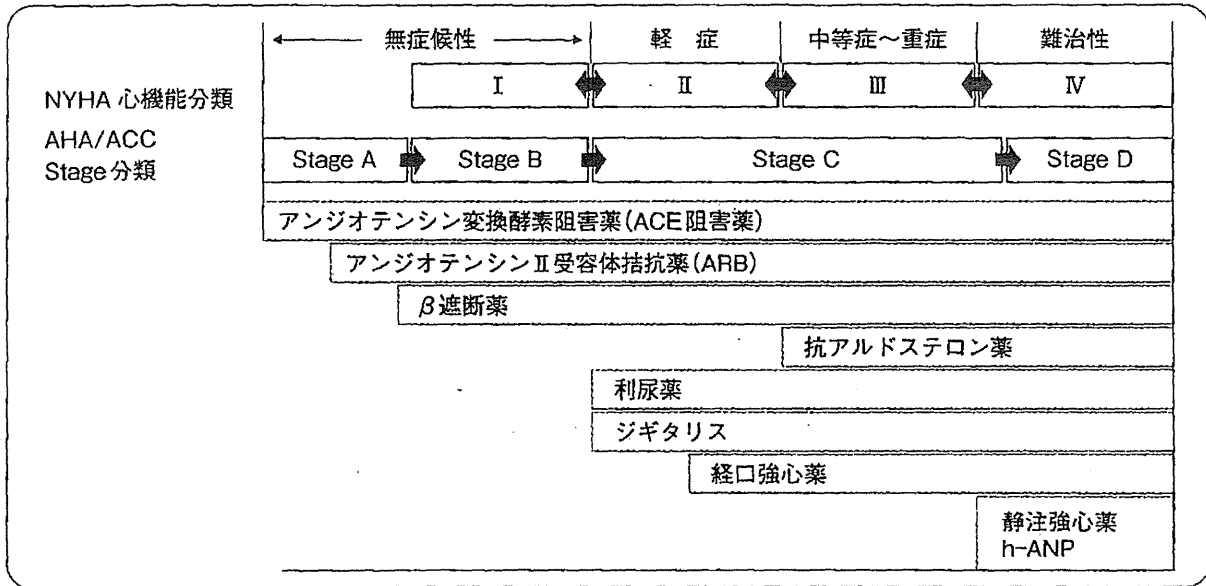 無症候性 軽 症 中等症～重症 難治性
NYHA 心機能分類 Ⅰ Ⅱ Ⅲ Ⅳ
AHA/ACC
Stage分類 Stage A Stage B Stage C Stage D
アンジオテンシン変換酵素阻害薬(ACE阻害薬)
アンジオテンシンⅡ受容体拮抗薬(ARB)
β遮断薬
抗アルドステロン薬
利尿薬
ジギタリス
経口強心薬
静注強心薬
h-ANP